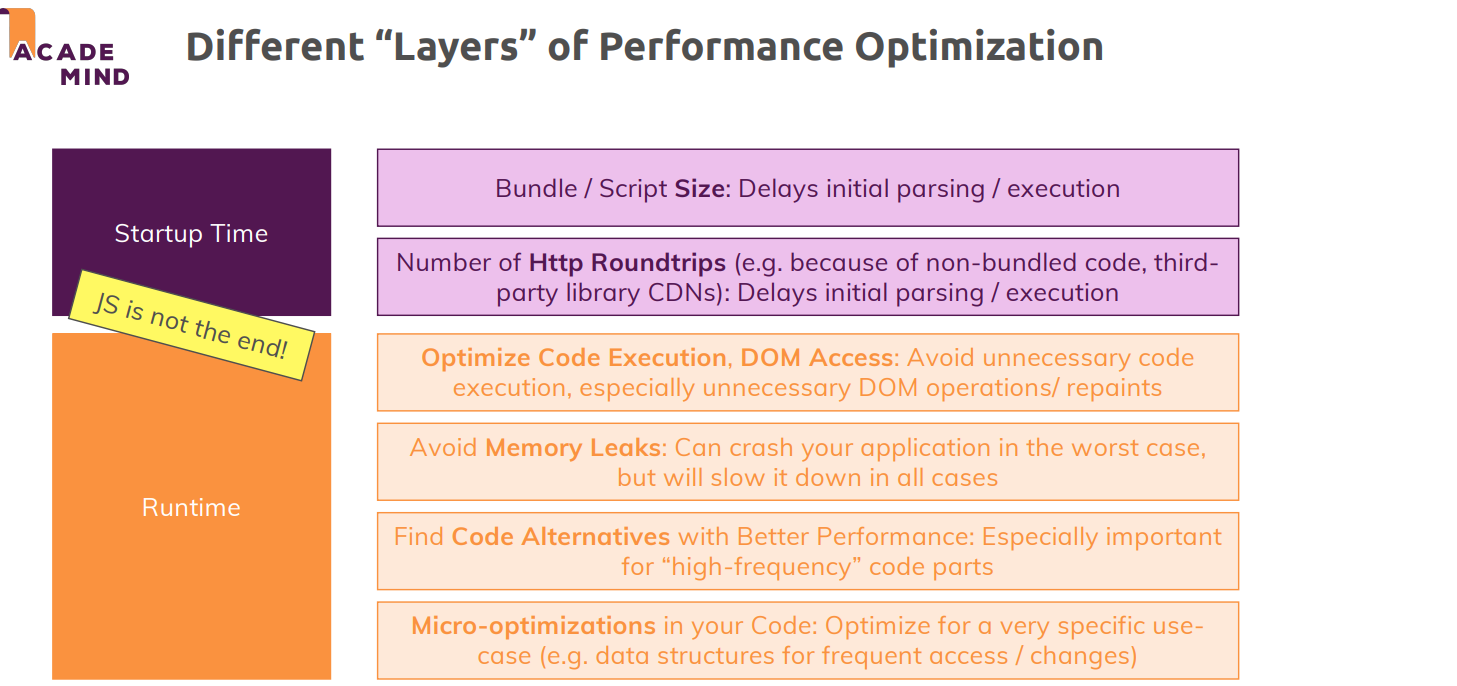 ACADE
MIND
Different “Layers” of Performance Optimization
Startup Time
Bundle / Script Size: Delays initial parsing / execution
Number of Http Roundtrips (e.g. because of non-bundled code, third-
party library CDNs): Delays initial parsing / execution
JS is not the end!
Runtime
Optimize Code Execution, DOM Access: Avoid unnecessary code
execution, especially unnecessary DOM operations/ repaints
Avoid Memory Leaks: Can crash your application in the worst case,
but will slow it down in all cases
Find Code Alternatives with Better Performance: Especially important
for “high-frequency” code parts
Micro-optimizations in your Code: Optimize for a very specific use-
case (e.g. data structures for frequent access / changes)